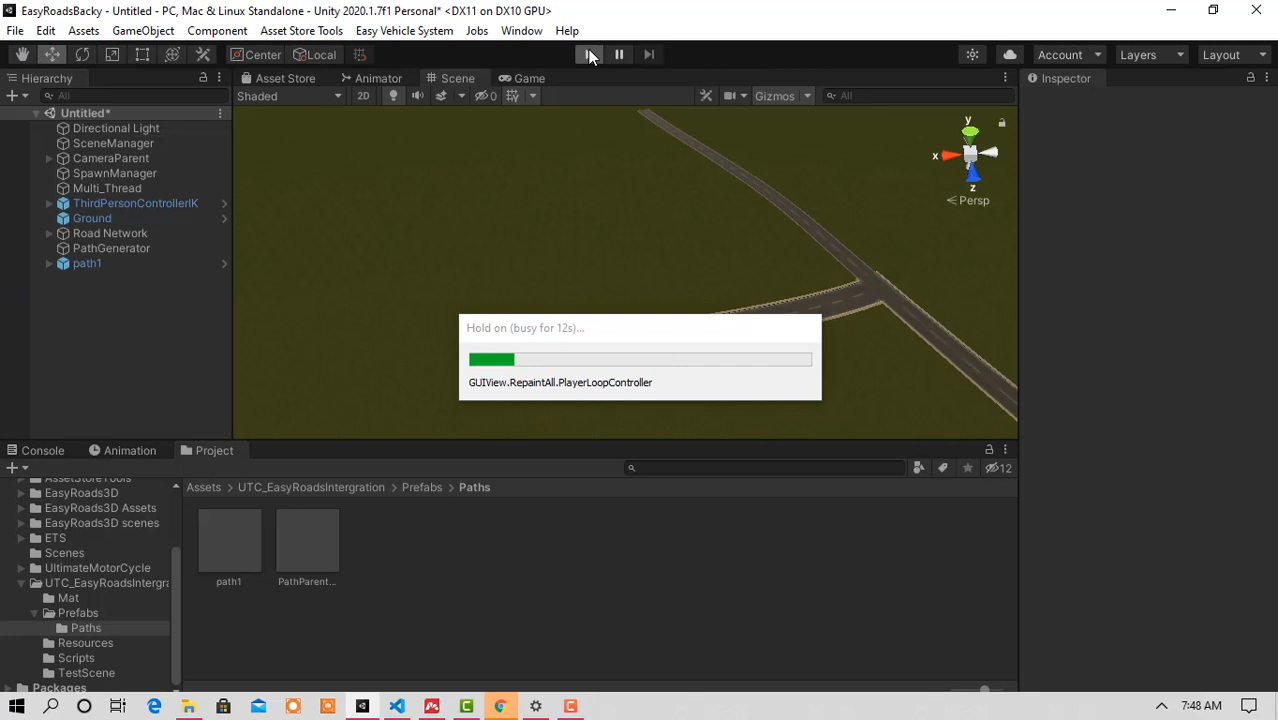 EasyRoadsBacky - Untitled - PC, Mac & Linux Standalone - Unity 2020.1.7f1 Personal* <DX11 on DX10 GPU>
File Edit Assets GameObject Component Asset Store Tools Easy Vehicle System Jobs Window Help
Center Local Account Layers Layout
Hierarchy Asset Store Animator Scene Game Inspector
All Shaded 2D 0 Gizmos All
Untitled*
Directional Light
SceneManager
CameraParent
SpawnManager
Multi_Thread
ThirdPersonControllerIK
Ground
Road Network
PathGenerator
path1
y
x
z
Persp
Hold on (busy for 12s)...
GUIView.RepaintAll.PlayerLoopController
Console Animation Project
12
AssetStoreTools
EasyRoads3D
EasyRoads3D Assets
EasyRoads3D scenes
ETS
Scenes
UltimateMotorCycle
UTC_EasyRoadsIntergra
Mat
Prefabs
Paths
Resources
Scripts
TestScene
Packages
Assets > UTC_EasyRoadsIntergration > Prefabs > Paths
path1 PathParent...
7:48 AM